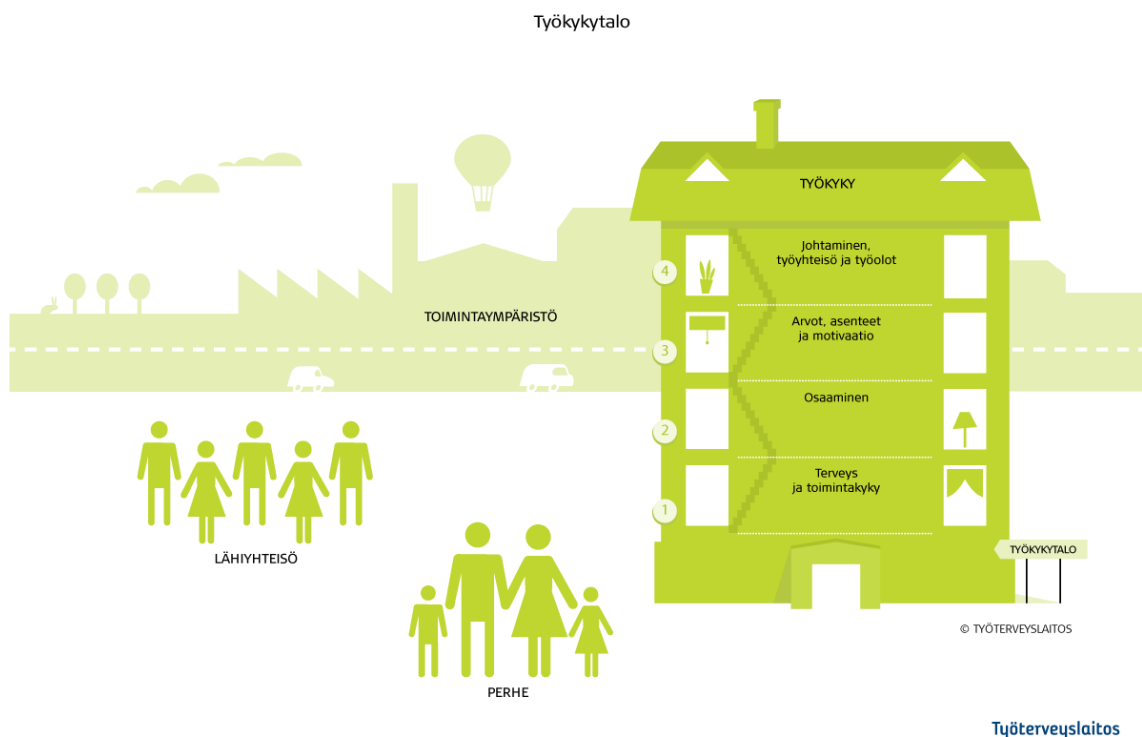 Työkykytalo
TYÖKYKY
4
Johtaminen,
työyhteisö ja työolot
TOIMINTAYMPÄRISTÖ
3
Arvot, asenteet
ja motivaatio
2
Osaaminen
1
Terveys
ja toimintakyky
LÄHIYHTEISÖ
TYÖKYKYTALO
© TYÖTERVEYSLAITOS
PERHE
Työterveyslaitos